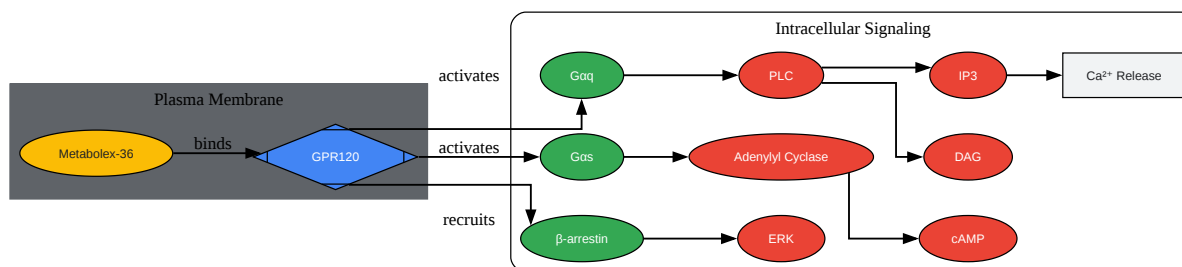 Intracellular Signaling
activates
Gαq
PLC
IP3
Ca²⁺ Release
Plasma Membrane
Metabolex-36
binds
GPR120
activates
Gαs
Adenylyl Cyclase
DAG
recruits
β-arrestin
ERK
cAMP